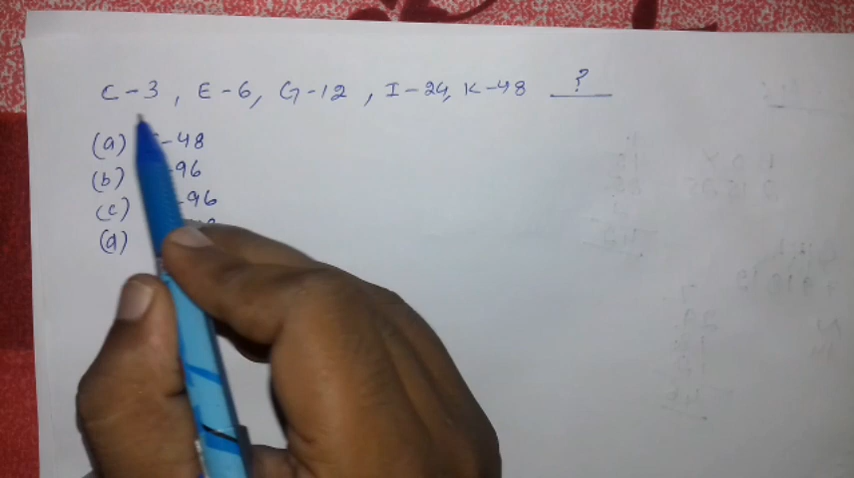 C-3, E-6, G-12, I-24, K-48 ?
(a) -48
(b) -96
(c) -96
(d)